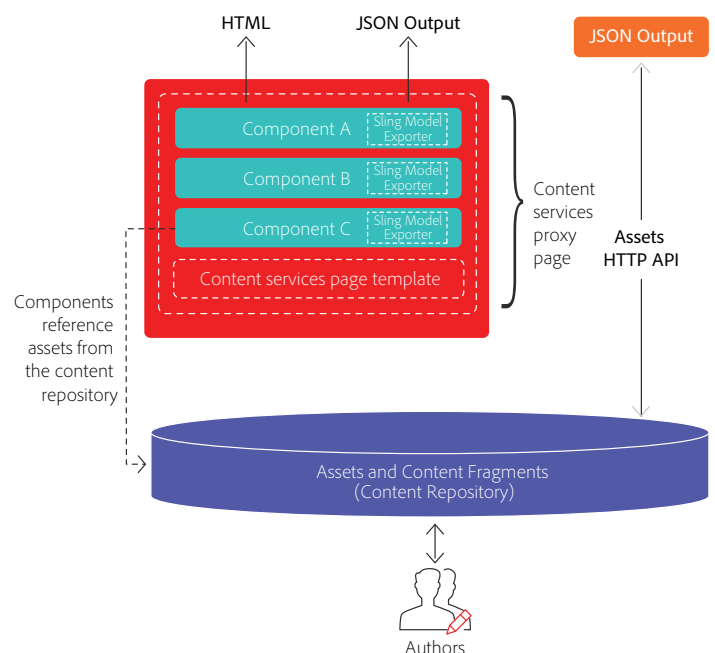 HTML
JSON Output
JSON Output
Component A
Sling Model
Exporter
Component B
Sling Model
Exporter
Component C
Sling Model
Exporter
Content services page template
Content
services
proxy
page
Assets
HTTP API
Components
reference
assets from
the content
repository
Assets and Content Fragments
(Content Repository)
Authors